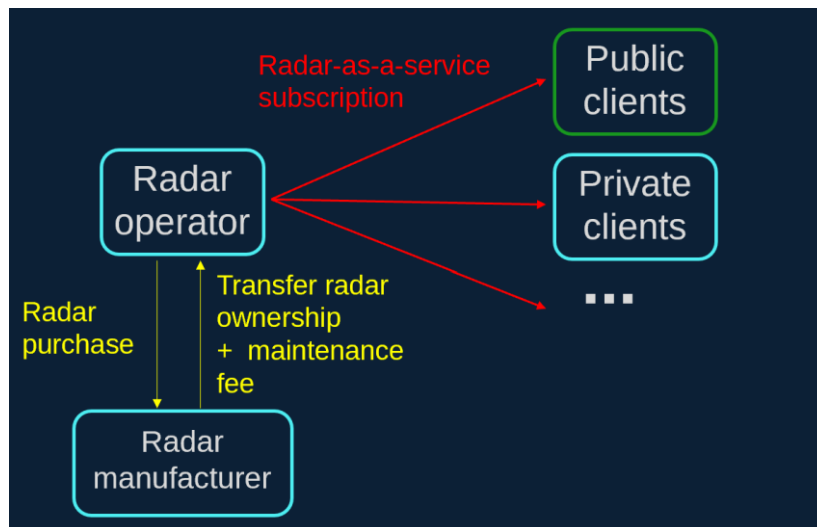 Radar-as-a-service
subscription
Public
clients
Radar
operator
Private
clients
...
Radar
purchase
Transfer radar
ownership
+ maintenance
fee
Radar
manufacturer